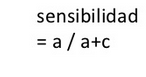 sensibilidad
= a / a+c